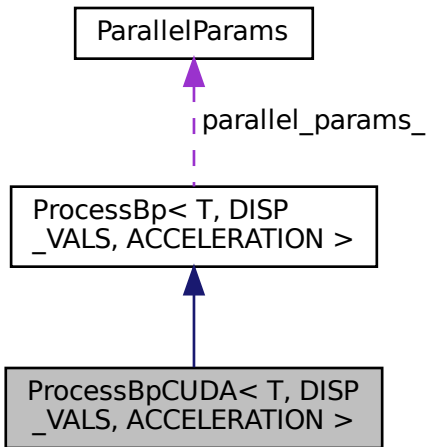 ParallelParams
parallel_params_
ProcessBp< T, DISP
_VALS, ACCELERATION >
ProcessBpCUDA< T, DISP
_VALS, ACCELERATION >